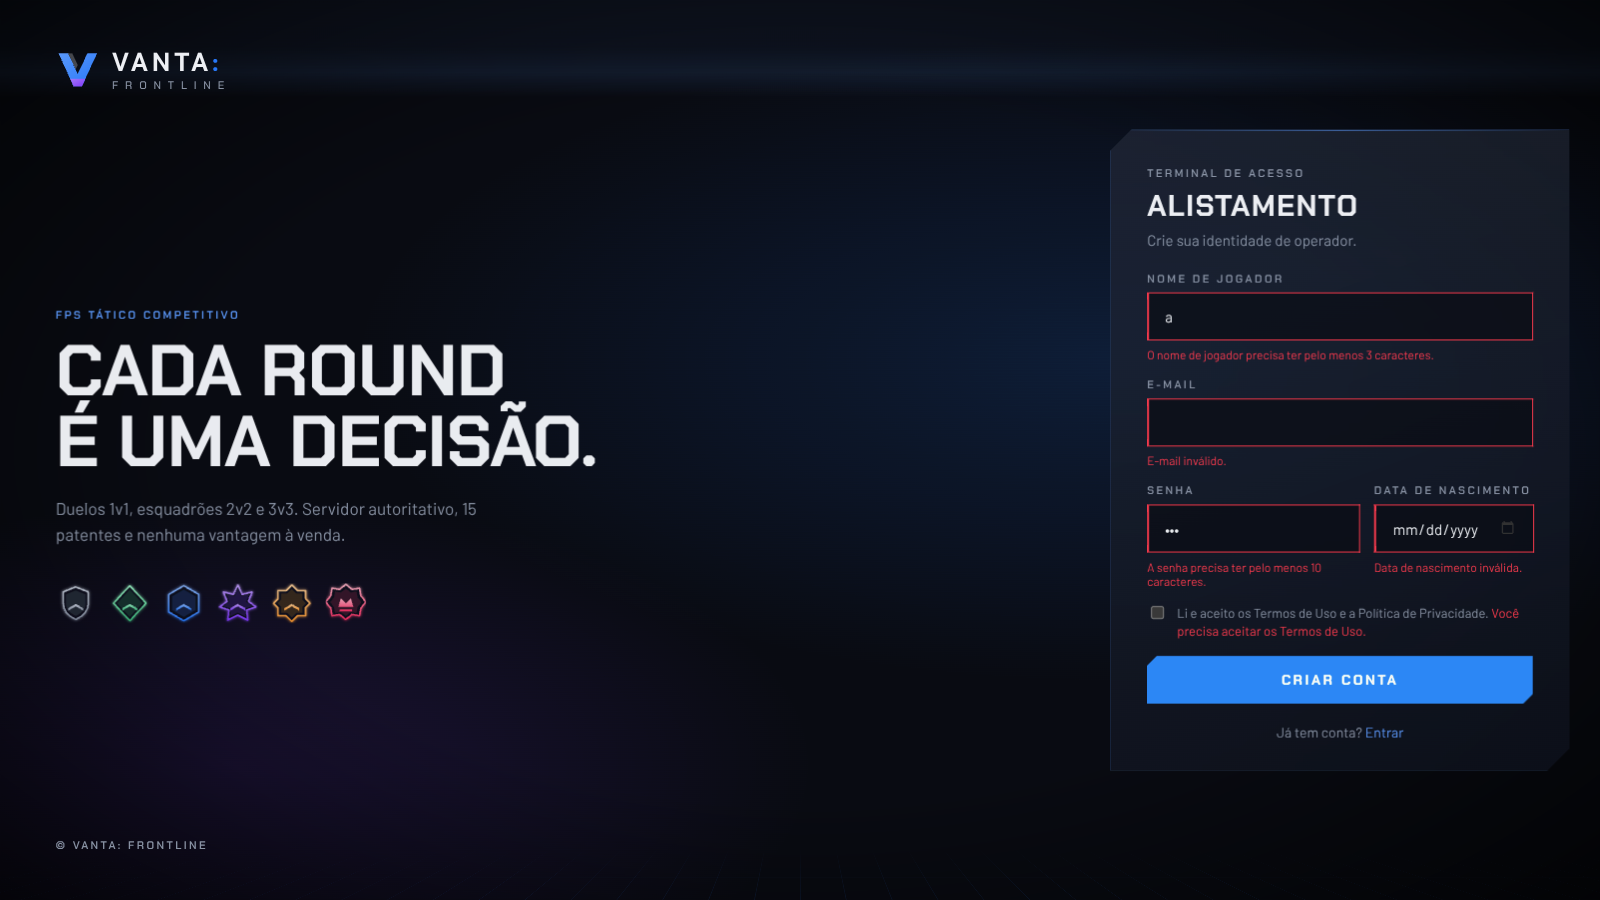 VANTA:
FRONTLINE
FPS TÁTICO COMPETITIVO
CADA ROUND
É UMA DECISÃO.
Duelos 1v1, esquadrões 2v2 e 3v3. Servidor autoritativo, 15
patentes e nenhuma vantagem à venda.
© VANTA: FRONTLINE
TERMINAL DE ACESSO
ALISTAMENTO
Crie sua identidade de operador.
NOME DE JOGADOR
a
O nome de jogador precisa ter pelo menos 3 caracteres.
E-MAIL
E-mail inválido.
SENHA
•••
A senha precisa ter pelo menos 10
caracteres.
DATA DE NASCIMENTO
mm/dd/yyyy
Data de nascimento inválida.
Li e aceito os Termos de Uso e a Política de Privacidade. Você
precisa aceitar os Termos de Uso.
CRIAR CONTA
Já tem conta? Entrar